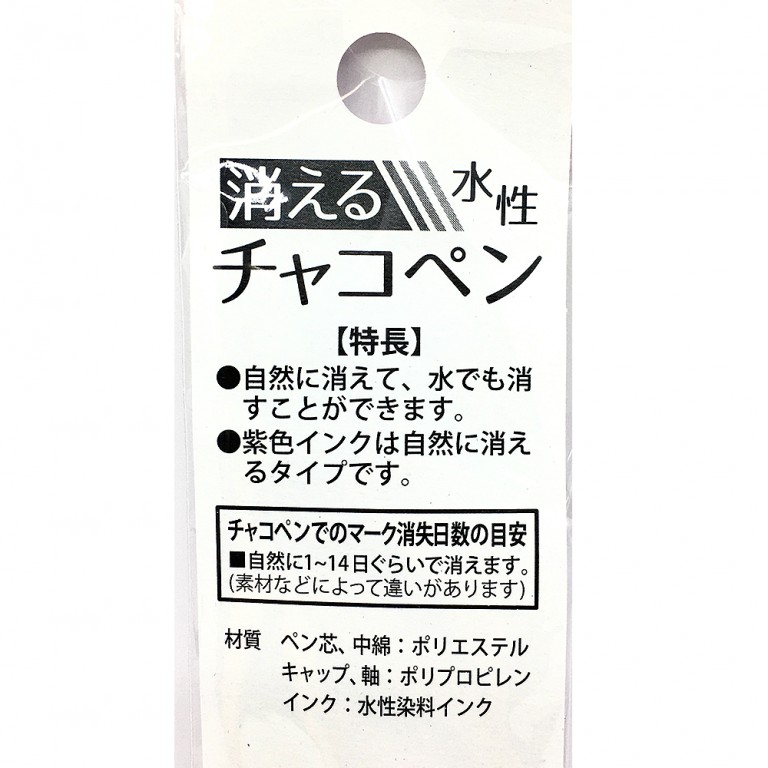 消える 水性
チャコペン
【特長】
●自然に消えて、水でも消
すことができます。
●紫色インクは自然に消え
るタイプです。
チャコペンでのマーク消失日数の目安
■自然に1~14日ぐらいで消えます。
(素材などによって違いがあります)
材質 ペン芯、中綿：ポリエステル
キャップ、軸：ポリプロピレン
インク：水性染料インク